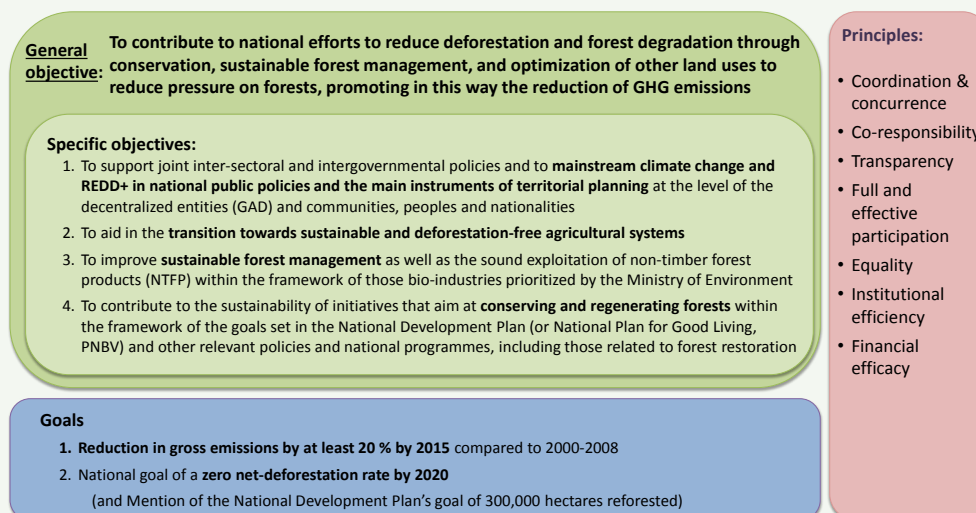 General objective:
To contribute to national efforts to reduce deforestation and forest degradation through
conservation, sustainable forest management, and optimization of other land uses to
reduce pressure on forests, promoting in this way the reduction of GHG emissions
Specific objectives:
1. To support joint inter-sectoral and intergovernmental policies and to mainstream climate change and
REDD+ in national public policies and the main instruments of territorial planning at the level of the
decentralized entities (GAD) and communities, peoples and nationalities
2. To aid in the transition towards sustainable and deforestation-free agricultural systems
3. To improve sustainable forest management as well as the sound exploitation of non-timber forest
products (NTFP) within the framework of those bio-industries prioritized by the Ministry of Environment
4. To contribute to the sustainability of initiatives that aim at conserving and regenerating forests within
the framework of the goals set in the National Development Plan (or National Plan for Good Living,
PNBV) and other relevant policies and national programmes, including those related to forest restoration
Goals
1. Reduction in gross emissions by at least 20 % by 2015 compared to 2000-2008
2. National goal of a zero net-deforestation rate by 2020
(and Mention of the National Development Plan's goal of 300,000 hectares reforested)
Principles:
• Coordination &
concurrence
• Co-responsibility
• Transparency
• Full and
effective
participation
• Equality
• Institutional
efficiency
• Financial
efficacy